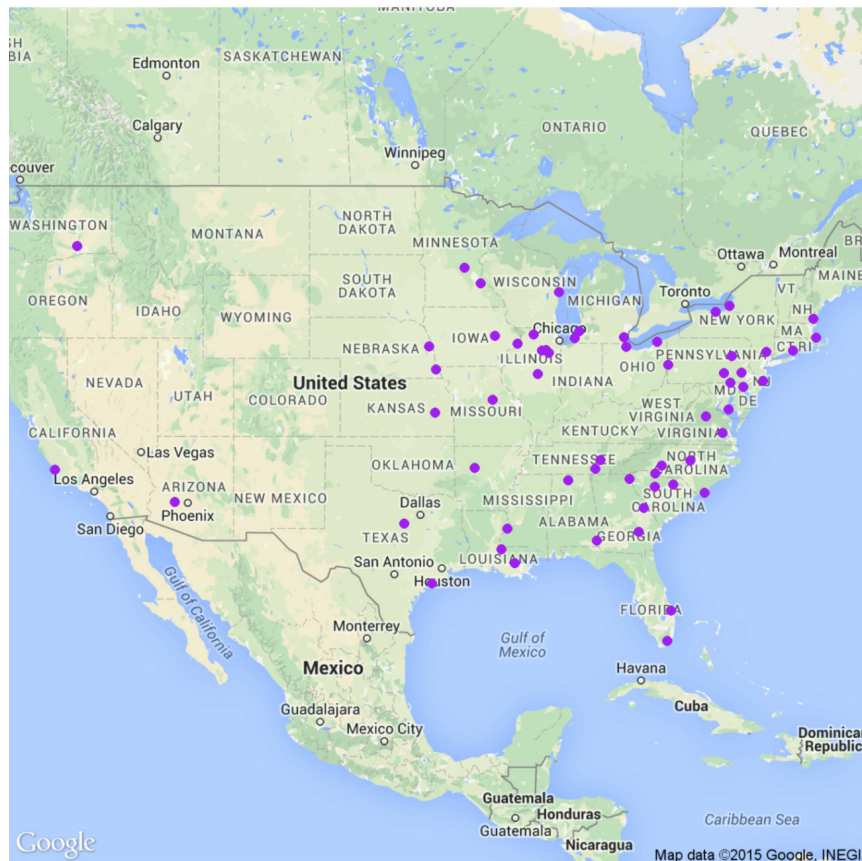 MANITOBA
SH
BIA
Edmonton
SASKATCHEWAN
Calgary
ONTARIO
QUEBEC
Winnipeg
couver
WASHINGTON
NORTH
DAKOTA
MONTANA
MINNESOTA
Ottawa
Montreal
BR
MAINE
OREGON
IDAHO
SOUTH
DAKOTA
WISCONSIN
MICHIGAN
Toronto
VT
NH
WYOMING
NEW YORK
MA
CT
RI
IOWA
Chicago
NEBRASKA
ILLINOIS
INDIANA
OHIO
PENNSYLVANIA
NJ
MD
DE
NEVADA
UTAH
COLORADO
United States
KANSAS
MISSOURI
WEST
VIRGINIA
KENTUCKY
VIRGINIA
CALIFORNIA
Las Vegas
OKLAHOMA
TENNESSEE
NORTH
CAROLINA
Los Angeles
ARIZONA
NEW MEXICO
Phoenix
San Diego
Dallas
MISSISSIPPI
SOUTH
CAROLINA
ALABAMA
GEORGIA
TEXAS
LOUISIANA
San Antonio
Houston
Gulf of California
FLORIDA
Monterrey
Gulf of
Mexico
Mexico
Havana
Cuba
Guadalajara
Mexico City
Dominican
Republic
Guatemala
Honduras
Guatemala
Caribbean Sea
Nicaragua
Google
Map data ©2015 Google, INEGI